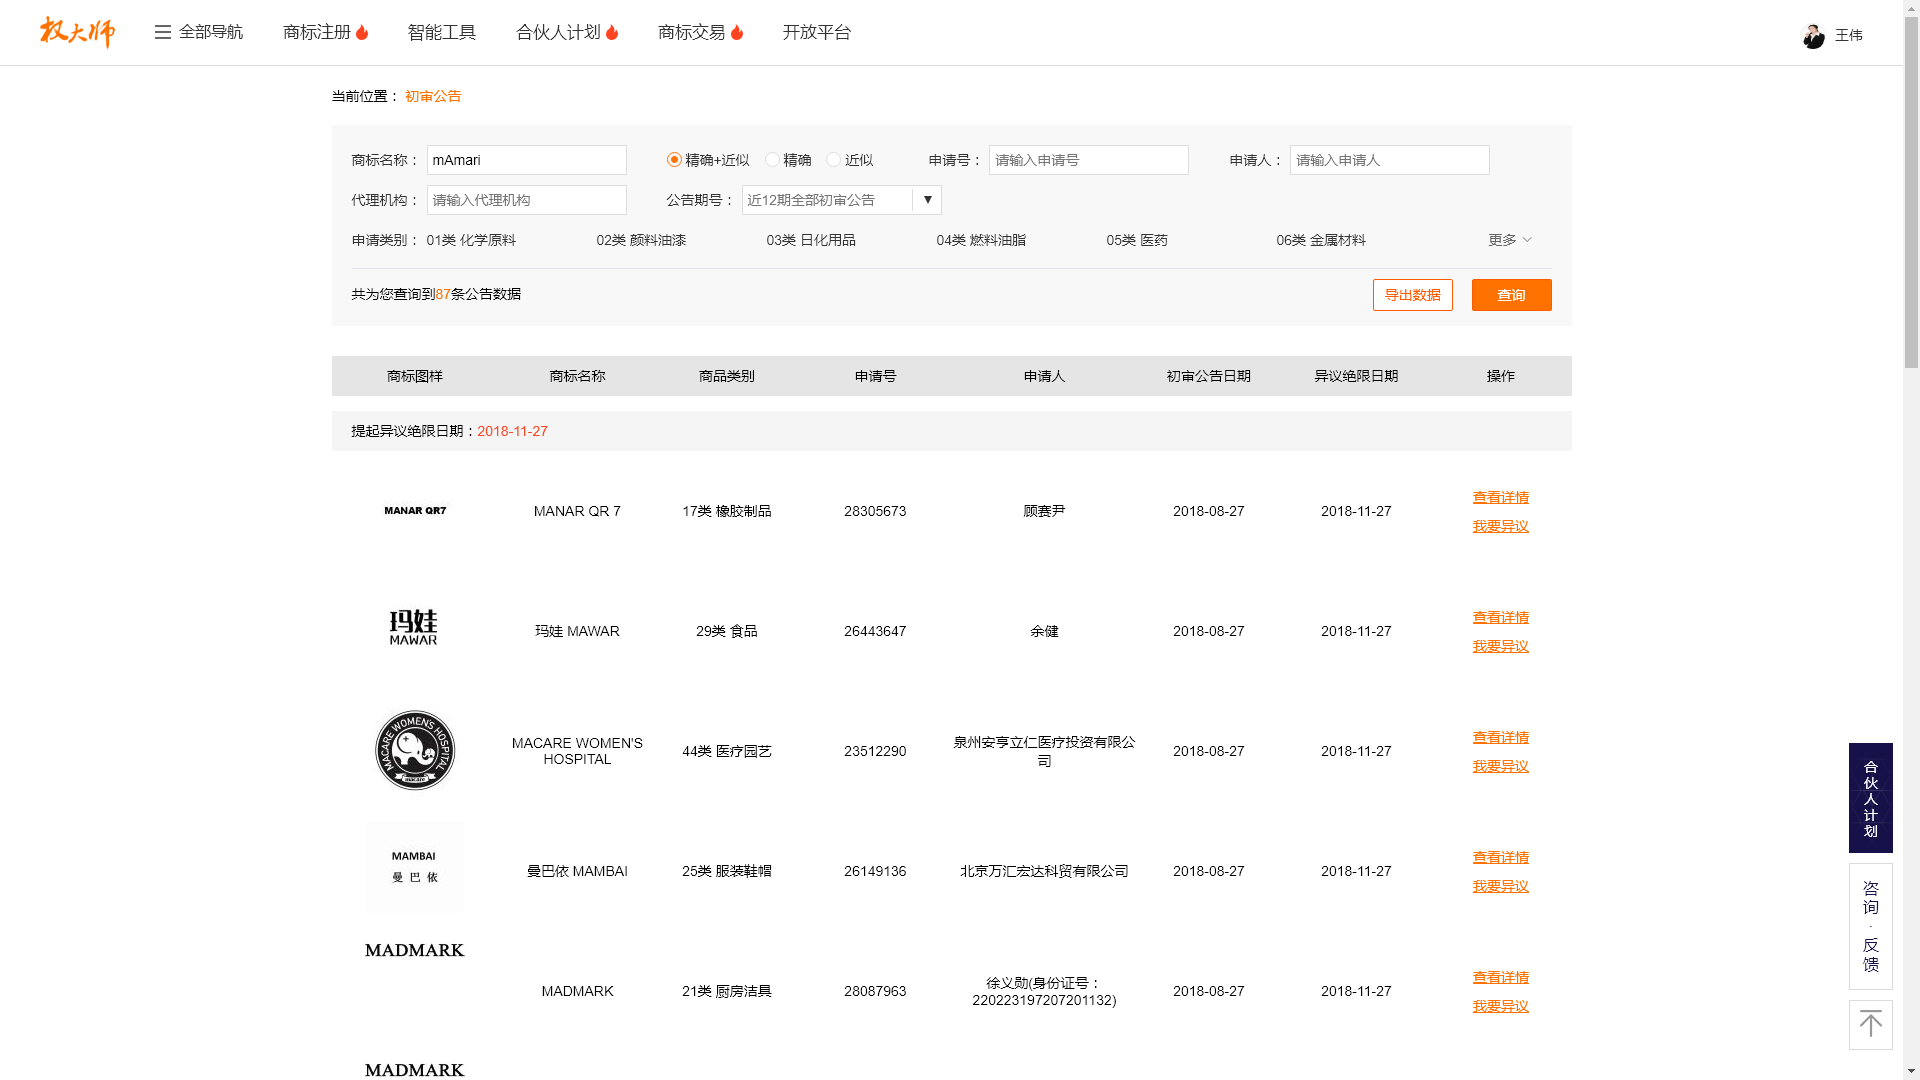 权大师
全部导航 商标注册 智能工具 合伙人计划 商标交易 开放平台 王伟
当前位置： 初审公告
商标名称： mAmari 精确+近似 精确 近似 申请号： 请输入申请号 申请人： 请输入申请人
代理机构： 请输入代理机构 公告期号： 近12期全部初审公告 ▼
申请类别： 01类 化学原料 02类 颜料油漆 03类 日化用品 04类 燃料油脂 05类 医药 06类 金属材料 更多
共为您查询到87条公告数据 导出数据 查询
商标图样 商标名称 商品类别 申请号 申请人 初审公告日期 异议绝限日期 操作
提起异议绝限日期：2018-11-27
MANAR QR7 MANAR QR 7 17类 橡胶制品 28305673 顾赛尹 2018-08-27 2018-11-27 查看详情
我要异议
玛娃
MAWAR
玛娃 MAWAR 29类 食品 26443647 余健 2018-08-27 2018-11-27 查看详情
我要异议
MACARE WOMEN'S HOSPITAL
macare
MACARE WOMEN'S
HOSPITAL
44类 医疗园艺 23512290 泉州安亨立仁医疗投资有限公
司
2018-08-27 2018-11-27 查看详情
我要异议
MAMBAI
曼巴依
曼巴依 MAMBAI 25类 服装鞋帽 26149136 北京万汇宏达科贸有限公司 2018-08-27 2018-11-27 查看详情
我要异议
MADMARK
MADMARK 21类 厨房洁具 28087963 徐义勋(身份证号：
220223197207201132)
2018-08-27 2018-11-27 查看详情
我要异议
MADMARK
合伙人计划
咨询·反馈